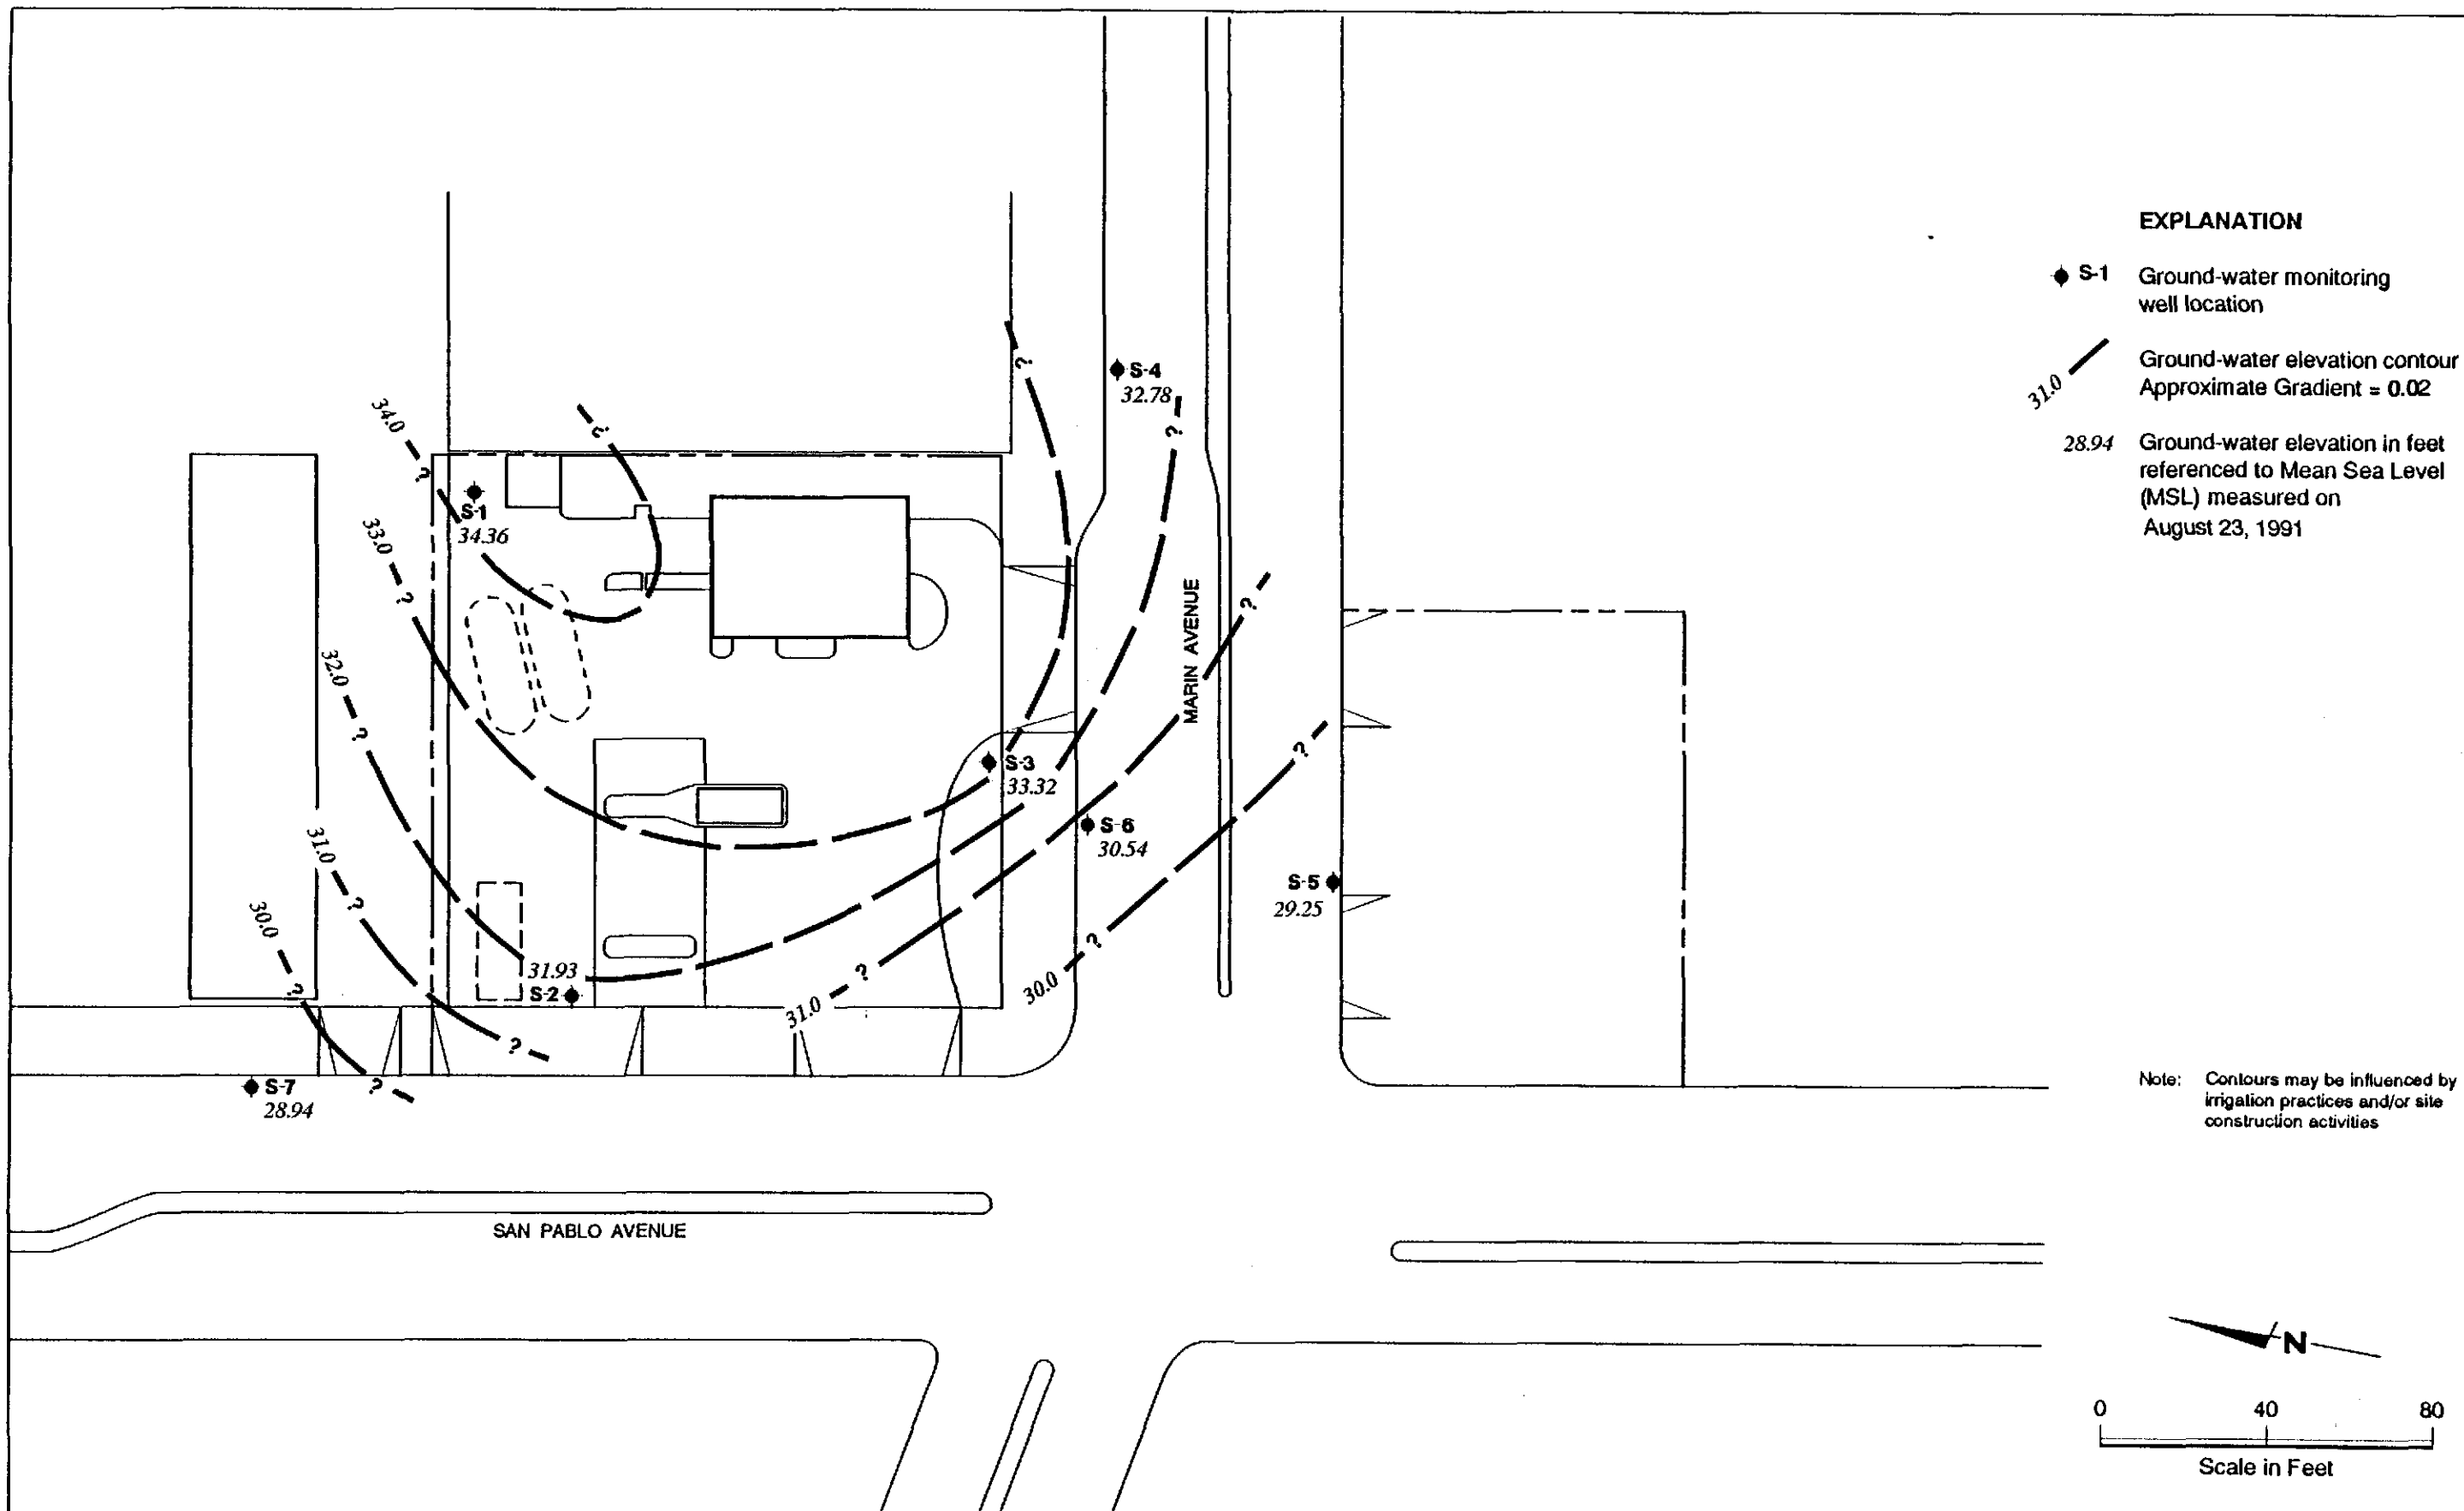 EXPLANATION
S-1 Ground-water monitoring
well location
31.0 Ground-water elevation contour
Approximate Gradient = 0.02
28.94 Ground-water elevation in feet
referenced to Mean Sea Level
(MSL) measured on
August 23, 1991
?
S-4
32.78
?
34.0
?
?
S-1
34.36
33.0
?
?
MARIN AVENUE
32.0
?
?
S-3
33.32
31.0
?
S-6
30.54
S-5
29.25
30.0
?
31.93
S-2
?
30.0
?
31.0
?
?
S-7
28.94
Note: Contours may be influenced by
irrigation practices and/or site
construction activities
SAN PABLO AVENUE
N
0 40 80
Scale in Feet